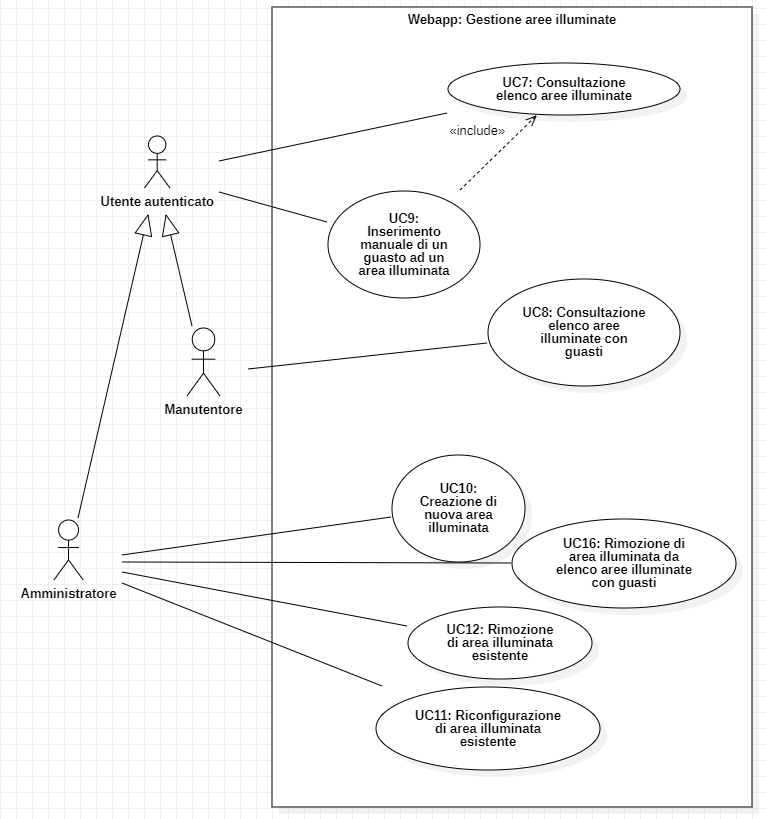 Webapp: Gestione aree illuminate
UC7: Consultazione
elenco aree illuminate
«include»
Utente autenticato
UC9:
Inserimento
manuale di un
guasto ad un
area illuminata
UC8: Consultazione
elenco aree
illuminate con
guasti
Manutentore
UC10:
Creazione di
nuova area
illuminata
UC16: Rimozione di
area illuminata da
elenco aree illuminate
con guasti
Amministratore
UC12: Rimozione
di area illuminata
esistente
UC11: Riconfigurazione
di area illuminata
esistente